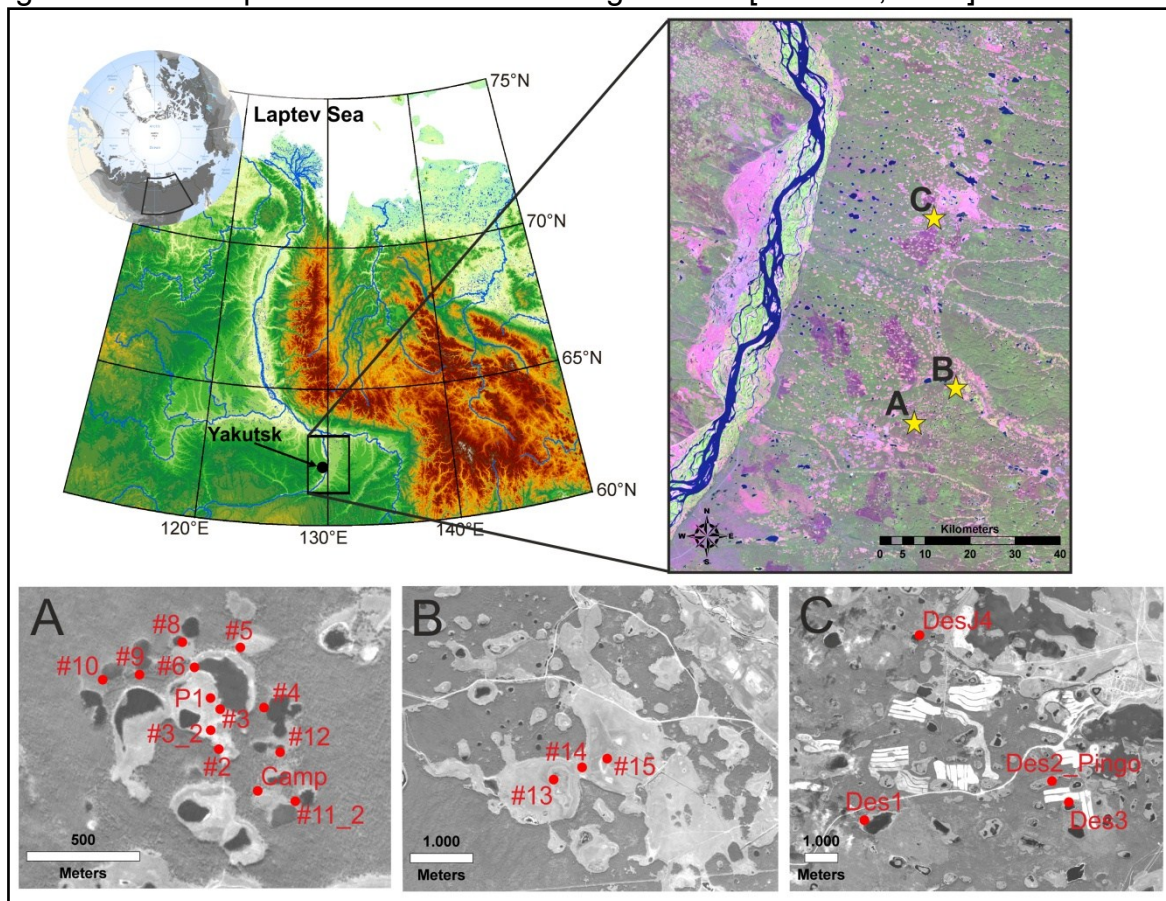 Laptev Sea
75°N
70°N
65°N
60°N
Yakutsk
120°E
130°E
140°E
C
B
A
N
W
E
S
Kilometers
0 5 10 20 30 40
A
#8
#5
#10
#9
#6
P1
#4
#3
#3_2
#12
#2
Camp
#11_2
500
Meters
B
#14
#15
#13
1.000
Meters
C
DesJ4
Des2_Pingo
Des1
Des3
1.000
Meters